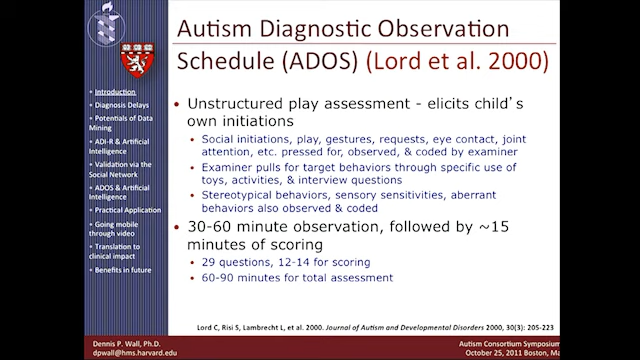 Autism Diagnostic Observation
Schedule (ADOS) (Lord et al. 2000)
• Introduction
• Diagnosis Delays
• Potentials of Data
Mining
• ADI-R & Artificial
Intelligence
• Validation via the
Social Network
• ADOS & Artificial
Intelligence
• Practical Application
• Going mobile
through video
• Translation to
clinical impact
• Benefits in future
• Unstructured play assessment - elicits child's
own initiations
• Social initiations, play, gestures, requests, eye contact, joint
attention, etc. pressed for, observed, & coded by examiner
• Examiner pulls for target behaviors through specific use of
toys, activities, & interview questions
• Stereotypical behaviors, sensory sensitivities, aberrant
behaviors also observed & coded
• 30-60 minute observation, followed by ~15
minutes of scoring
• 29 questions, 12-14 for scoring
• 60-90 minutes for total assessment
Lord C, Risi S, Lambrecht L, et al. 2000. Journal of Autism and Developmental Disorders 2000, 30(3): 205-223
Dennis P. Wall, Ph.D.
dpwall@hms.harvard.edu
Autism Consortium Symposium
October 25, 2011 Boston, Ma